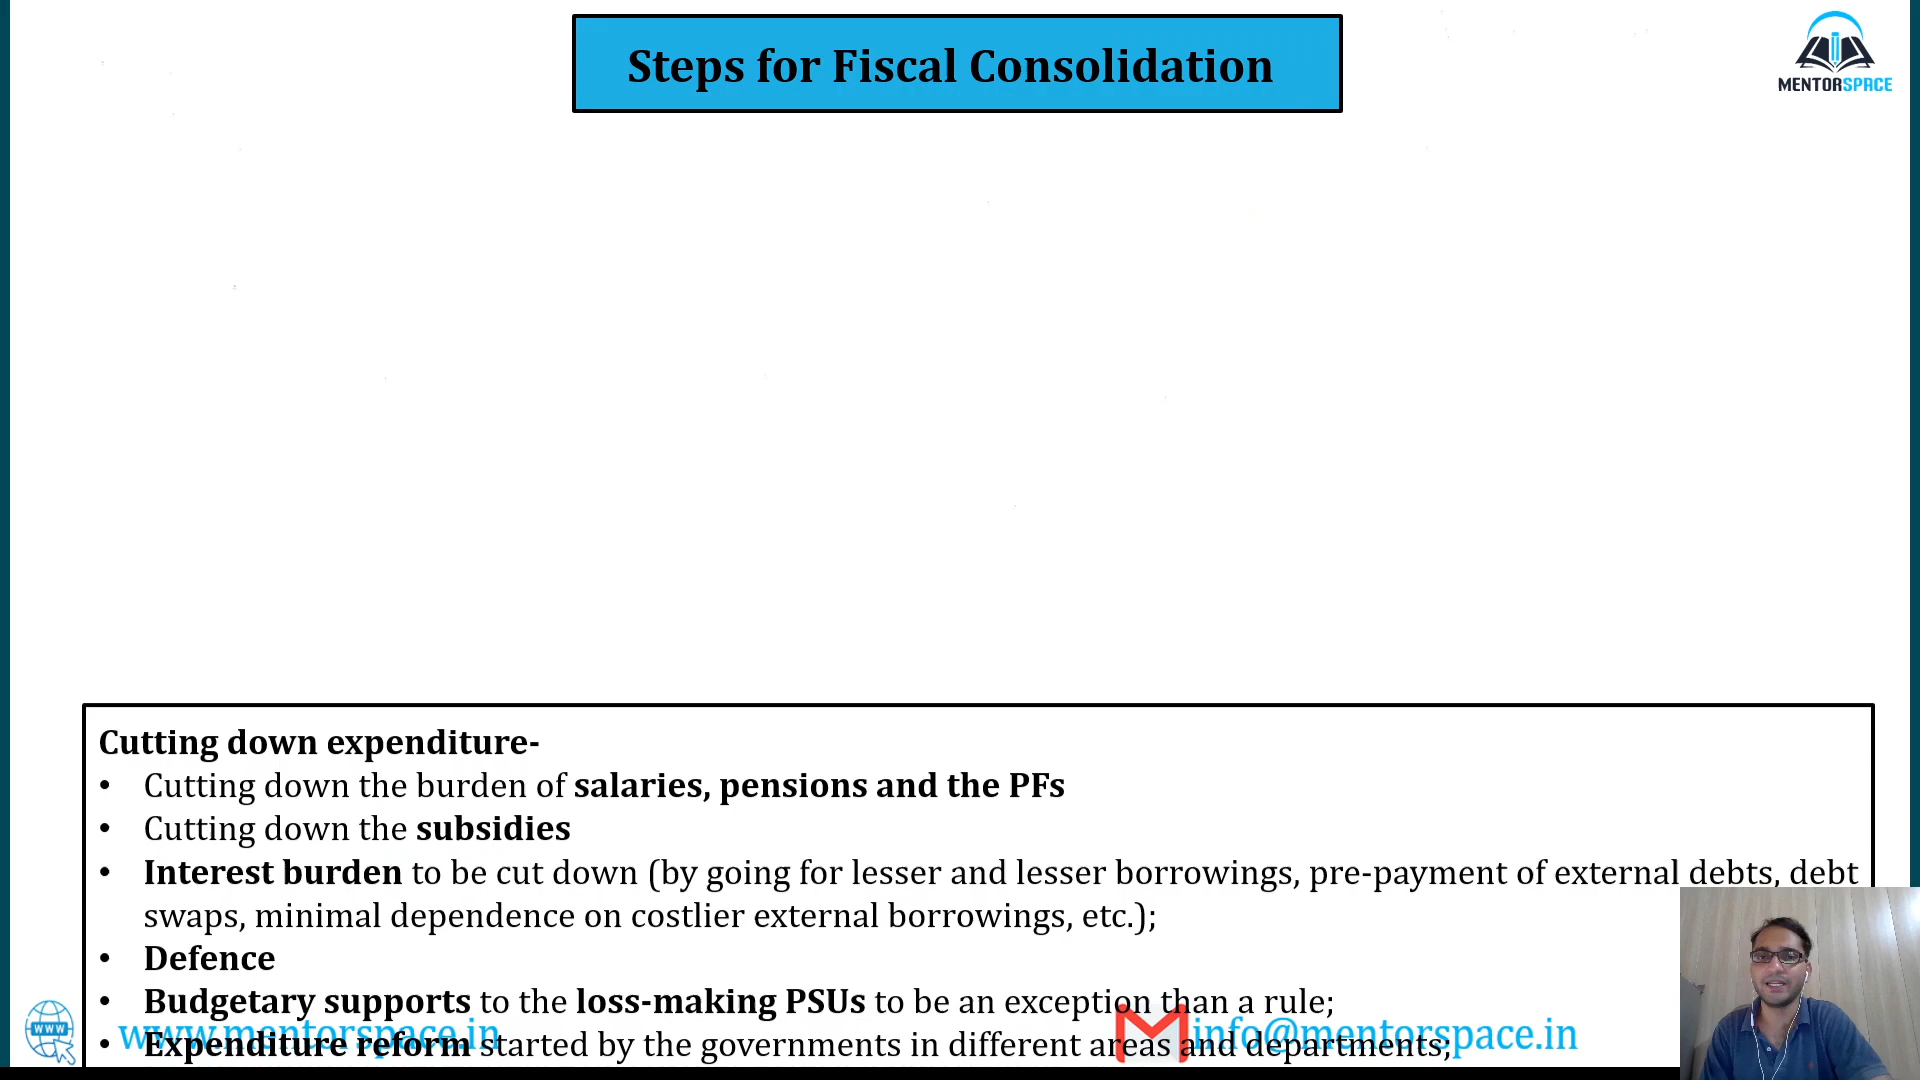 Steps for Fiscal Consolidation
MENTORSPACE
Cutting down expenditure-
• Cutting down the burden of salaries, pensions and the PFs
• Cutting down the subsidies
• Interest burden to be cut down (by going for lesser and lesser borrowings, pre-payment of external debts, debt
swaps, minimal dependence on costlier external borrowings, etc.);
• Defence
• Budgetary supports to the loss-making PSUs to be an exception than a rule;
• Expenditure reform started by the governments in different areas and departments;
WWW
www.mentorspace.in
info@mentorspace.in